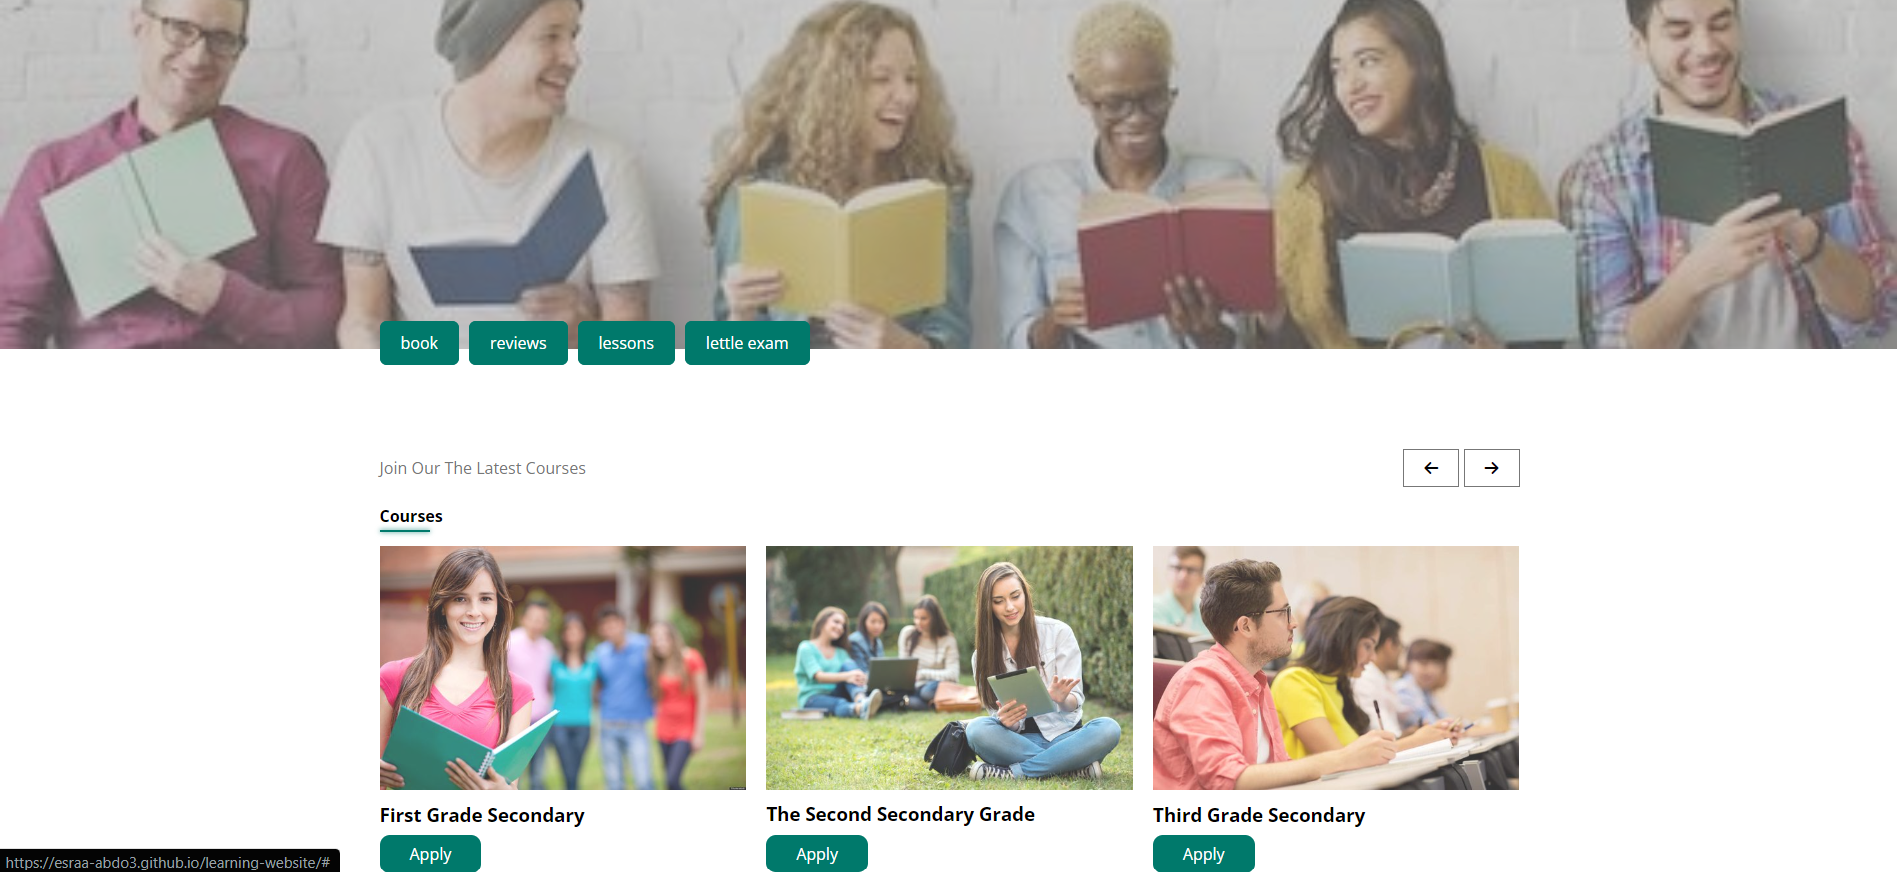 book
reviews
lessons
lettle exam
Join Our The Latest Courses
Courses
First Grade Secondary
The Second Secondary Grade
Third Grade Secondary
Apply
Apply
Apply
https://esraa-abdo3.github.io/learning-website/#